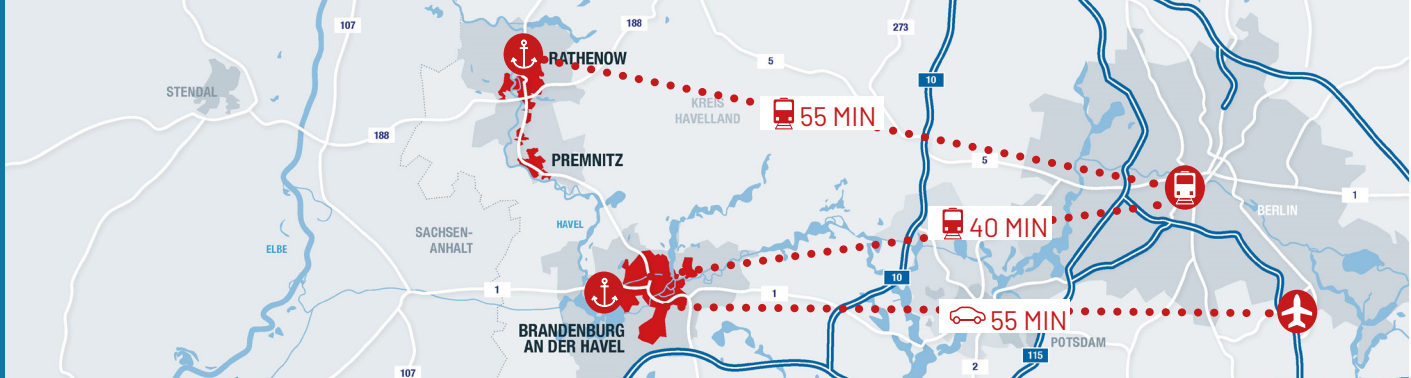 107
188
273
5
10
RATHENOW
STENDAL
KREIS
HAVELLAND
55 MIN
188
PREMNITZ
5
1
BERLIN
HAVEL
40 MIN
SACHSEN-
ANHALT
ELBE
10
1
1
55 MIN
BRANDENBURG
AN DER HAVEL
POTSDAM
115
2
107